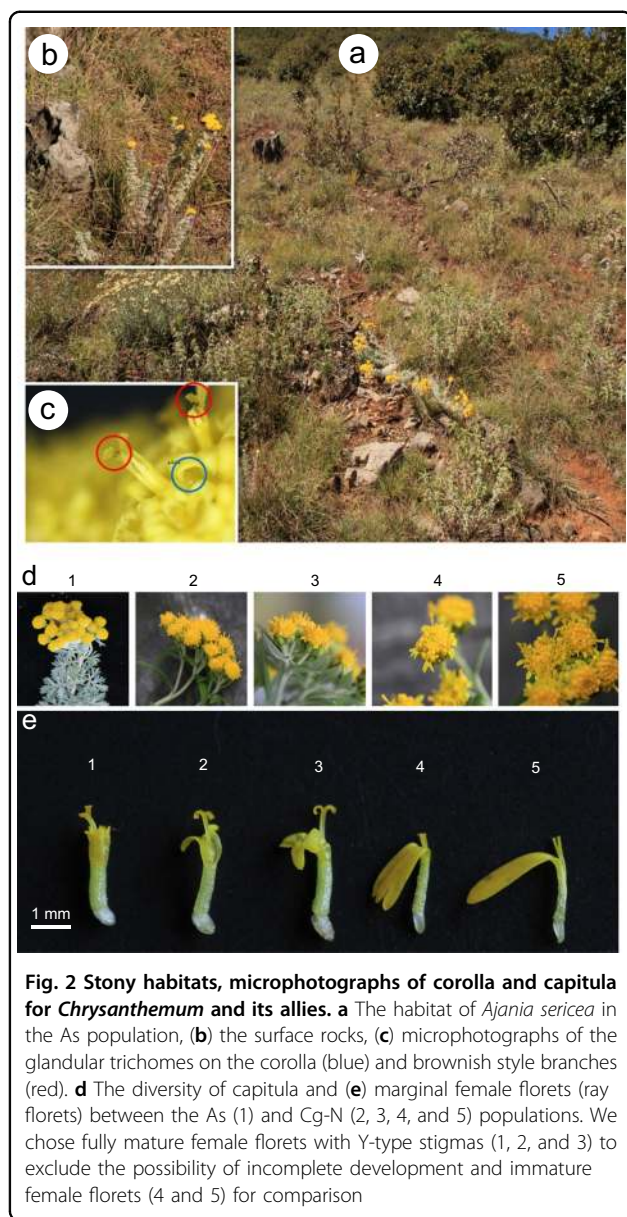 b
a
c
d
1 2 3 4 5
e
1 2 3 4 5
1 mm
Fig. 2 Stony habitats, microphotographs of corolla and capitula
for Chrysanthemum and its allies. a The habitat of Ajania sericea in
the As population, (b) the surface rocks, (c) microphotographs of the
glandular trichomes on the corolla (blue) and brownish style branches
(red). d The diversity of capitula and (e) marginal female florets (ray
florets) between the As (1) and Cg-N (2, 3, 4, and 5) populations. We
chose fully mature female florets with Y-type stigmas (1, 2, and 3) to
exclude the possibility of incomplete development and immature
female florets (4 and 5) for comparison